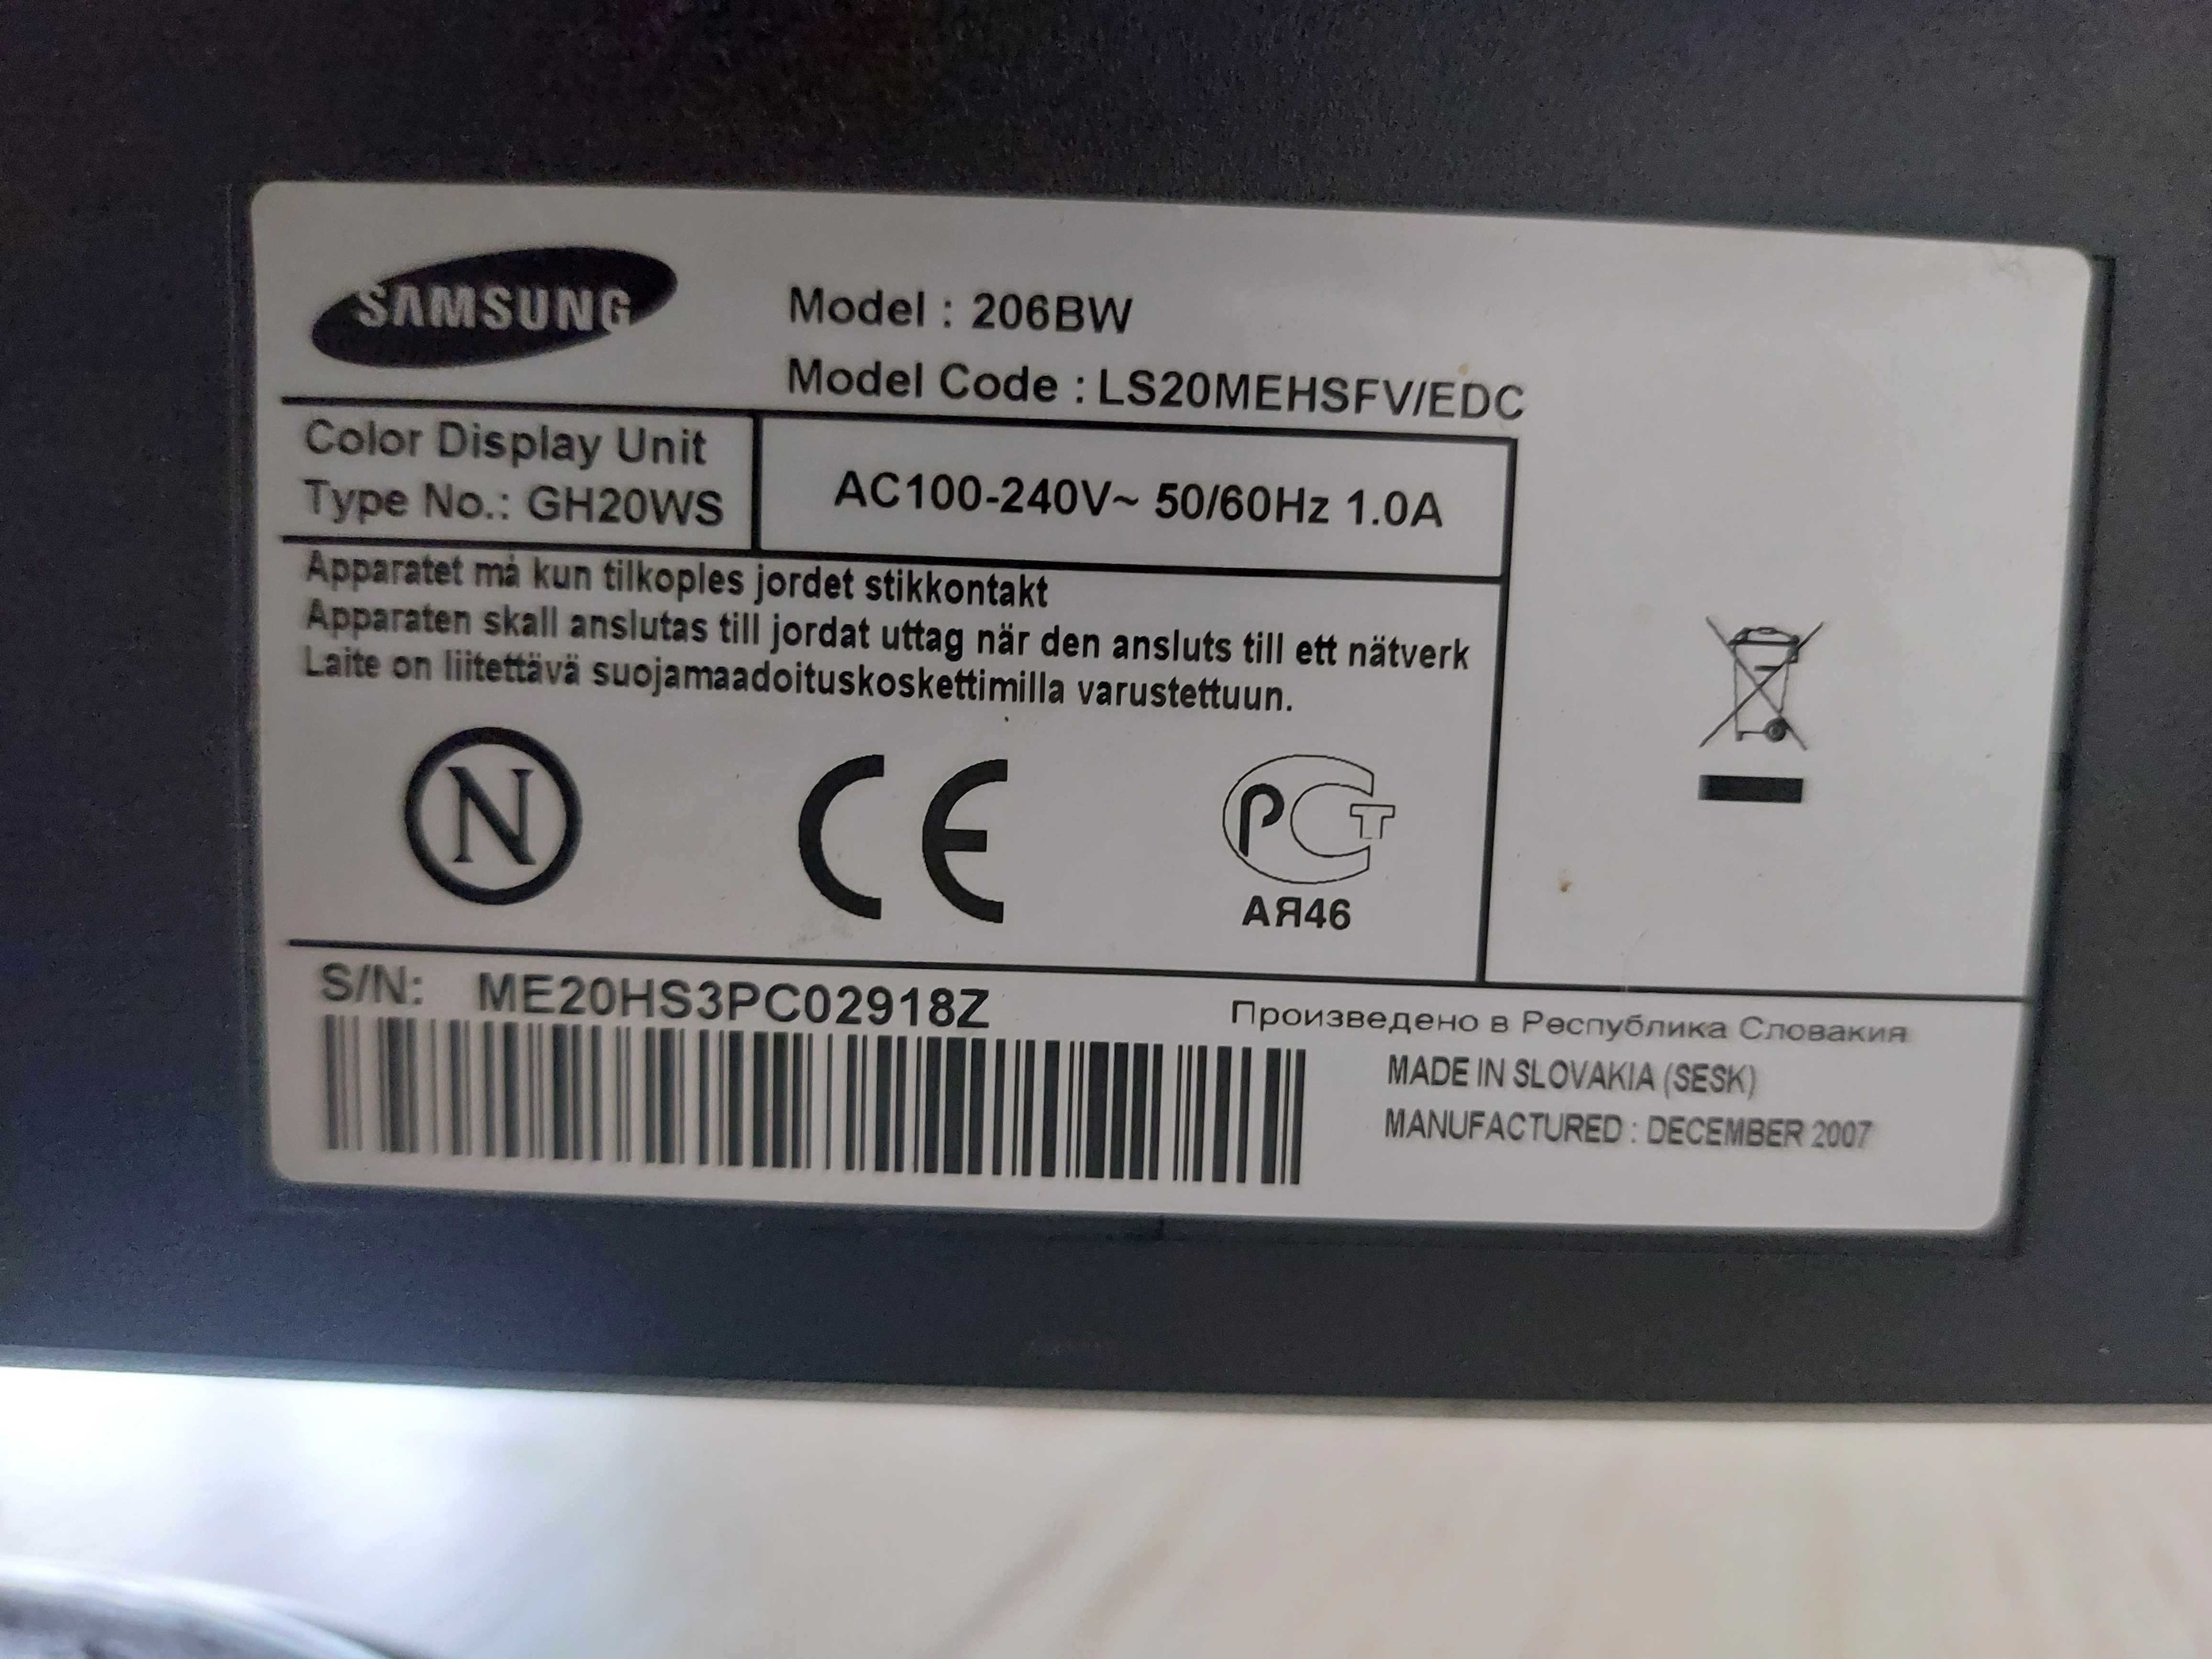 SAMSUNG
Model : 206BW
Model Code : LS20MEHSFV/EDC
Color Display Unit
Type No.: GH20WS
AC100-240V~ 50/60Hz 1.0A
Apparatet må kun tilkoples jordet stikkontakt
Apparaten skall anslutas till jordat uttag när den ansluts till ett nätverk
Laite on liitettävä suojamaadoituskoskettimilla varustettuun.
N
CE
РСТ
АЯ46
S/N: ME20HS3PC02918Z
Произведено в Республика Словакия
MADE IN SLOVAKIA (SESK)
MANUFACTURED : DECEMBER 2007